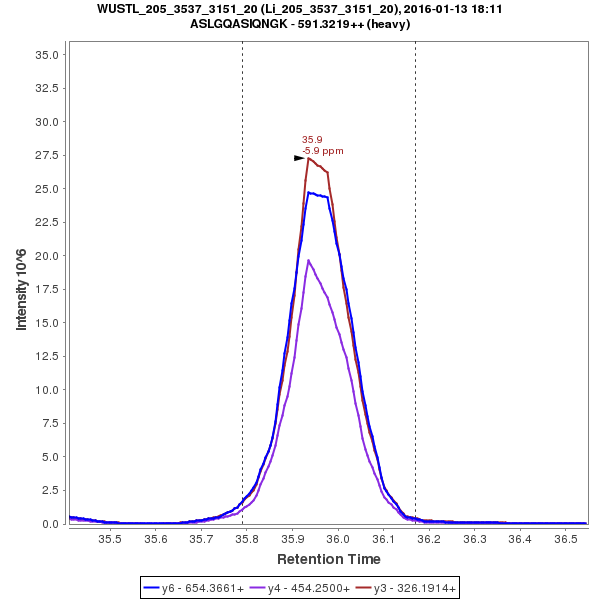 WUSTL_205_3537_3151_20 (Li_205_3537_3151_20), 2016-01-13 18:11
ASLGQASIQNGK - 591.3219++ (heavy)
35.9
-5.9 ppm
Intensity 10^6
35.0
32.5
30.0
27.5
25.0
22.5
20.0
17.5
15.0
12.5
10.0
7.5
5.0
2.5
0.0
35.5 35.6 35.7 35.8 35.9 36.0 36.1 36.2 36.3 36.4 36.5
Retention Time
y6 - 654.3661+ y4 - 454.2500+ y3 - 326.1914+